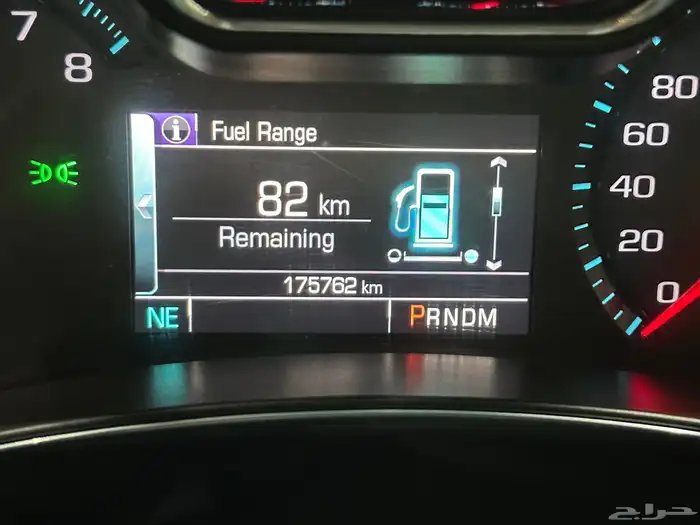 7
8
Fuel Range
82 km
Remaining
175762 km
NE
PRNDM
80
60
40
20
0
حراج